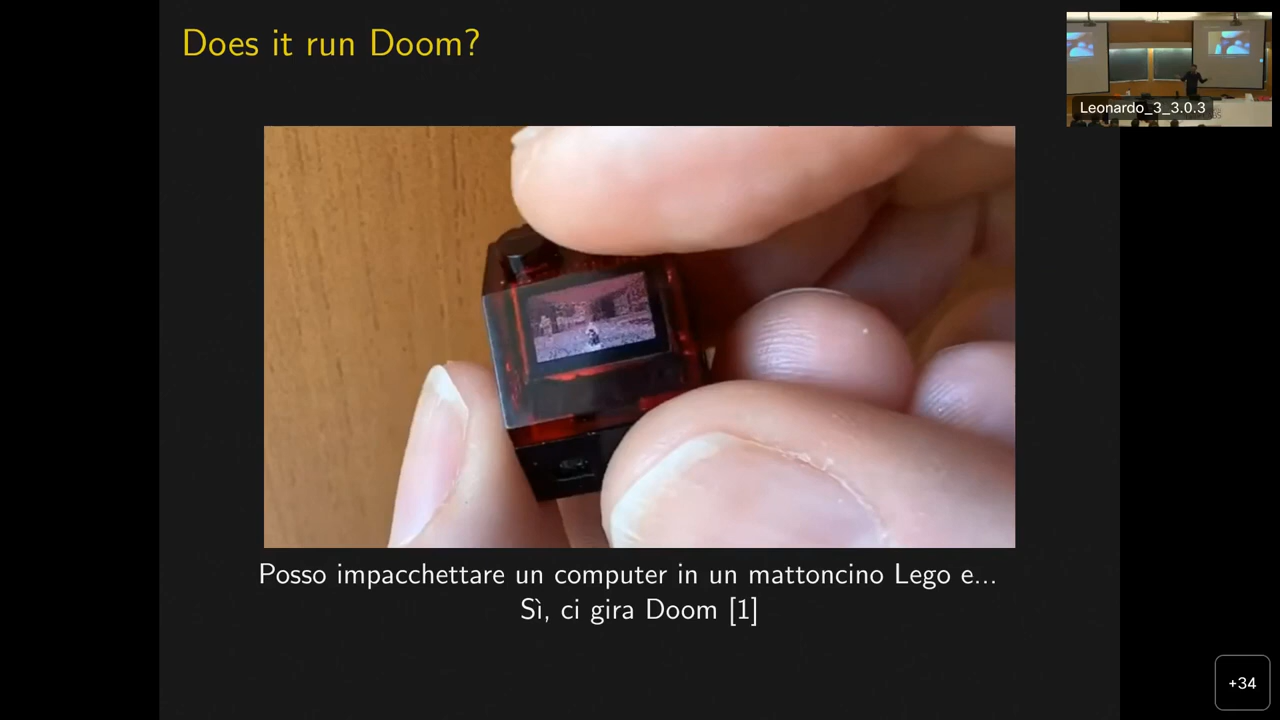 Does it run Doom?
Leonardo_3_3.0.3
Posso impacchettare un computer in un mattoncino Lego e...
Sì, ci gira Doom [1]
+34